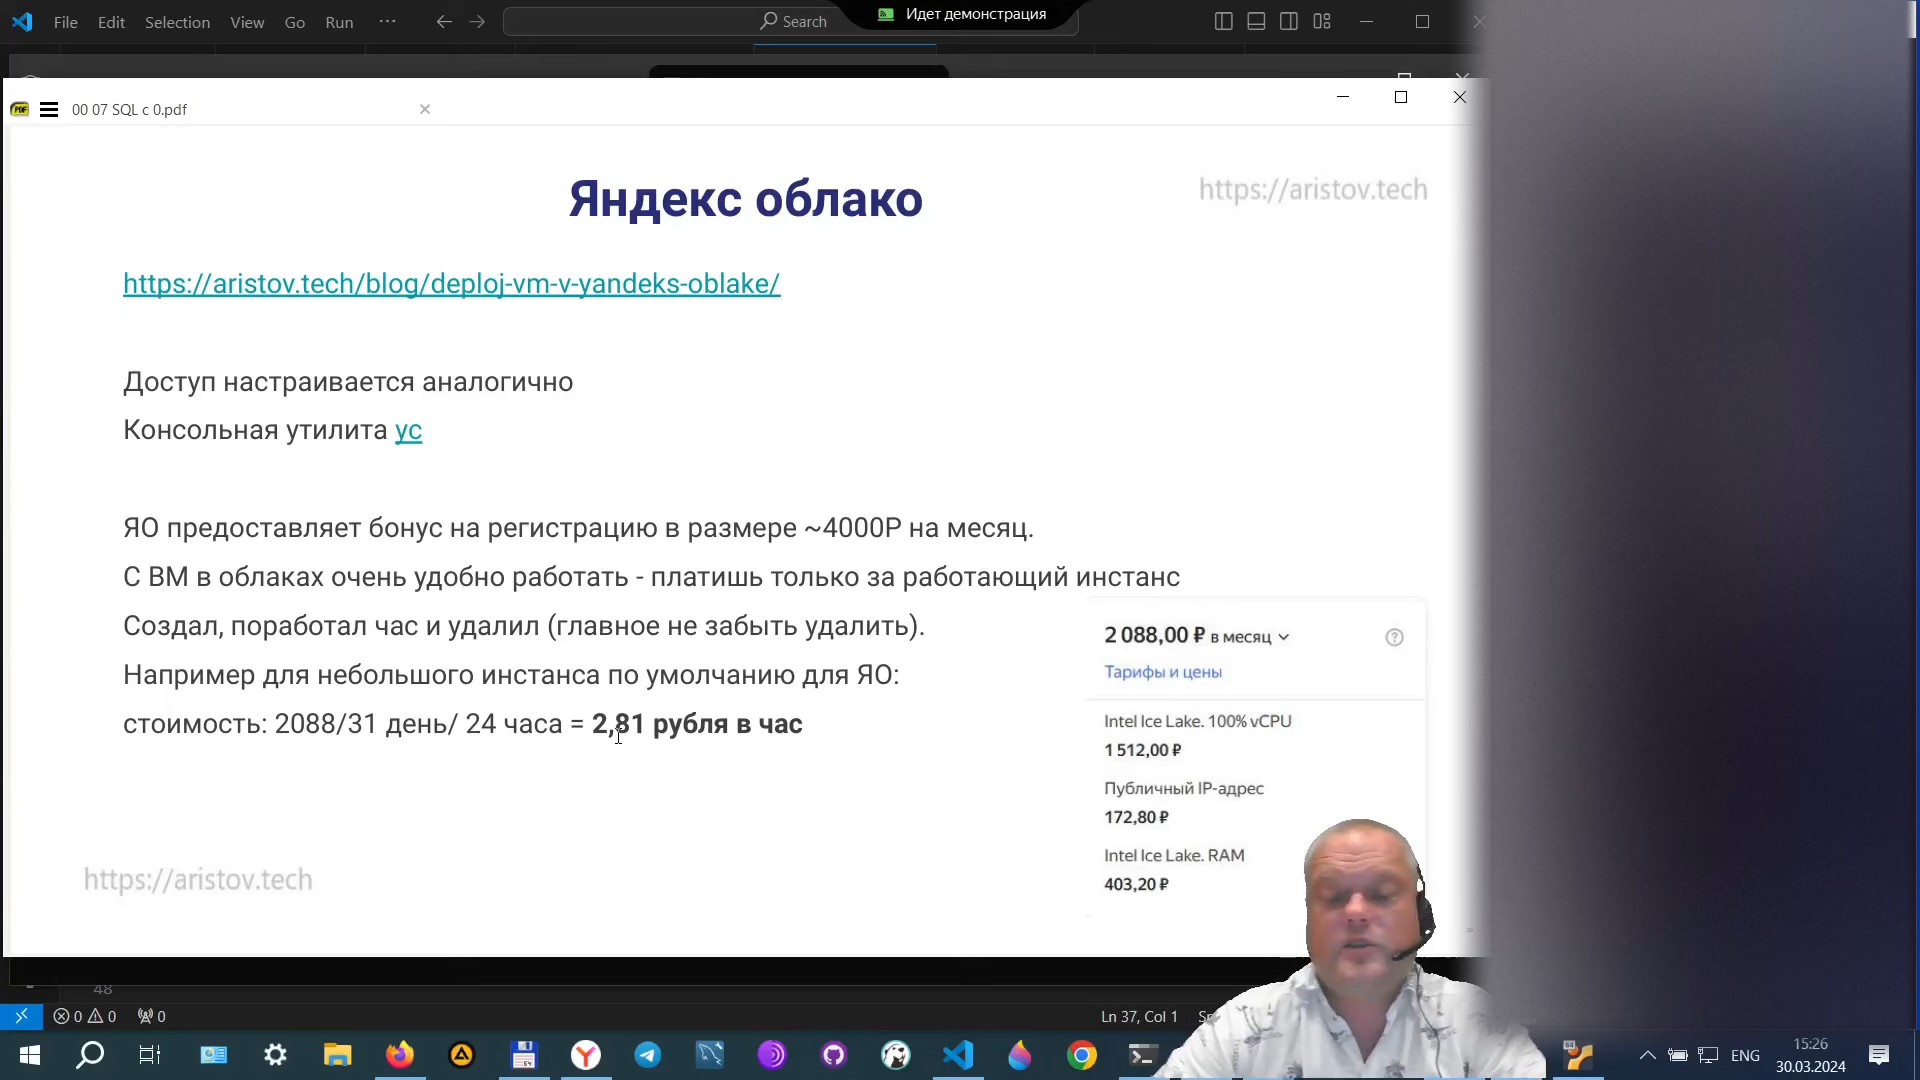 File Edit Selection View Go Run ··· Search
Идет демонстрация
00 07 SQL с 0.pdf
Яндекс облако
https://aristov.tech
https://aristov.tech/blog/deploj-vm-v-yandeks-oblake/
Доступ настраивается аналогично
Консольная утилита yc
ЯО предоставляет бонус на регистрацию в размере ~4000Р на месяц.
С ВМ в облаках очень удобно работать - платишь только за работающий инстанс
Создал, поработал час и удалил (главное не забыть удалить).
Например для небольшого инстанса по умолчанию для ЯО:
стоимость: 2088/31 день/ 24 часа = 2,81 рубля в час
2 088,00 ₽ в месяц
Тарифы и цены
Intel Ice Lake. 100% vCPU
1 512,00 ₽
Публичный IP-адрес
172,80 ₽
Intel Ice Lake. RAM
403,20 ₽
https://aristov.tech
48
0 0 0 Ln 37, Col 1
ENG
15:26
30.03.2024